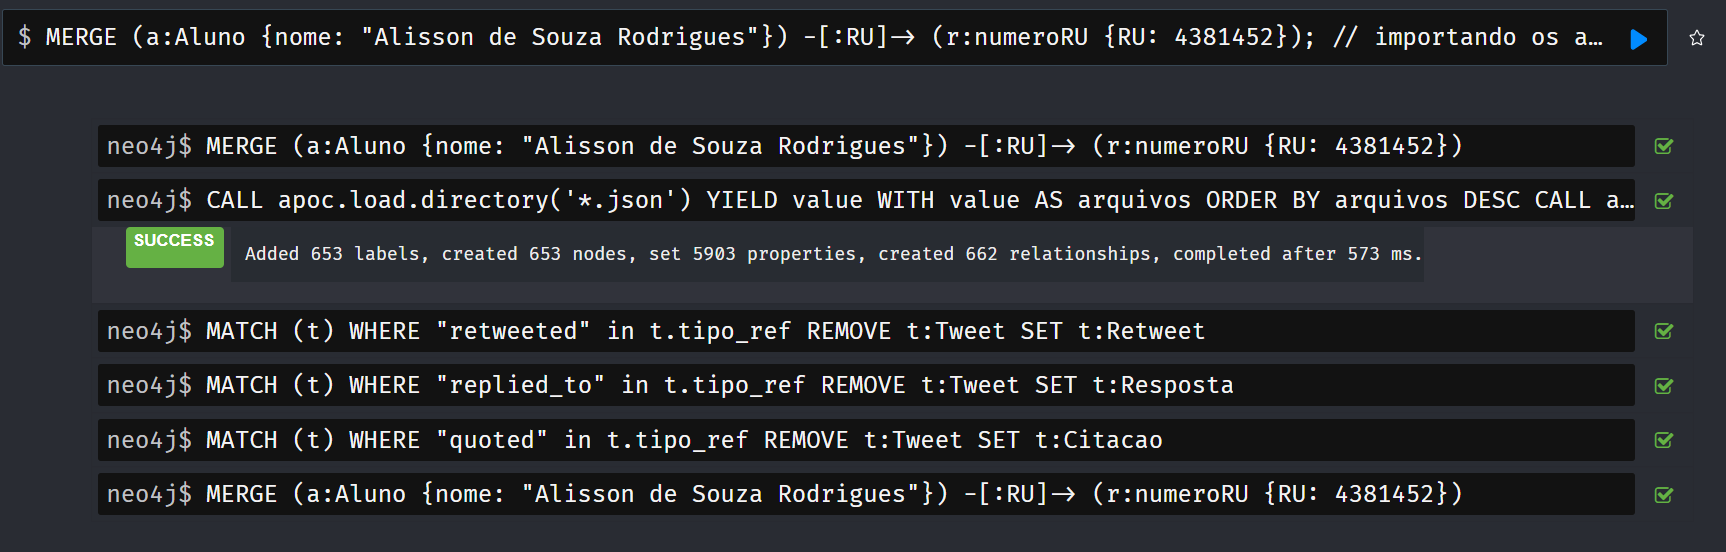 $ MERGE (a:Aluno {nome: "Alisson de Souza Rodrigues"}) -[:RU]-> (r:numeroRU {RU: 4381452}); // importando os a…
neo4j$ MERGE (a:Aluno {nome: "Alisson de Souza Rodrigues"}) -[:RU]-> (r:numeroRU {RU: 4381452})
neo4j$ CALL apoc.load.directory('*.json') YIELD value WITH value AS arquivos ORDER BY arquivos DESC CALL a…
SUCCESS Added 653 labels, created 653 nodes, set 5903 properties, created 662 relationships, completed after 573 ms.
neo4j$ MATCH (t) WHERE "retweeted" in t.tipo_ref REMOVE t:Tweet SET t:Retweet
neo4j$ MATCH (t) WHERE "replied_to" in t.tipo_ref REMOVE t:Tweet SET t:Resposta
neo4j$ MATCH (t) WHERE "quoted" in t.tipo_ref REMOVE t:Tweet SET t:Citacao
neo4j$ MERGE (a:Aluno {nome: "Alisson de Souza Rodrigues"}) -[:RU]-> (r:numeroRU {RU: 4381452})